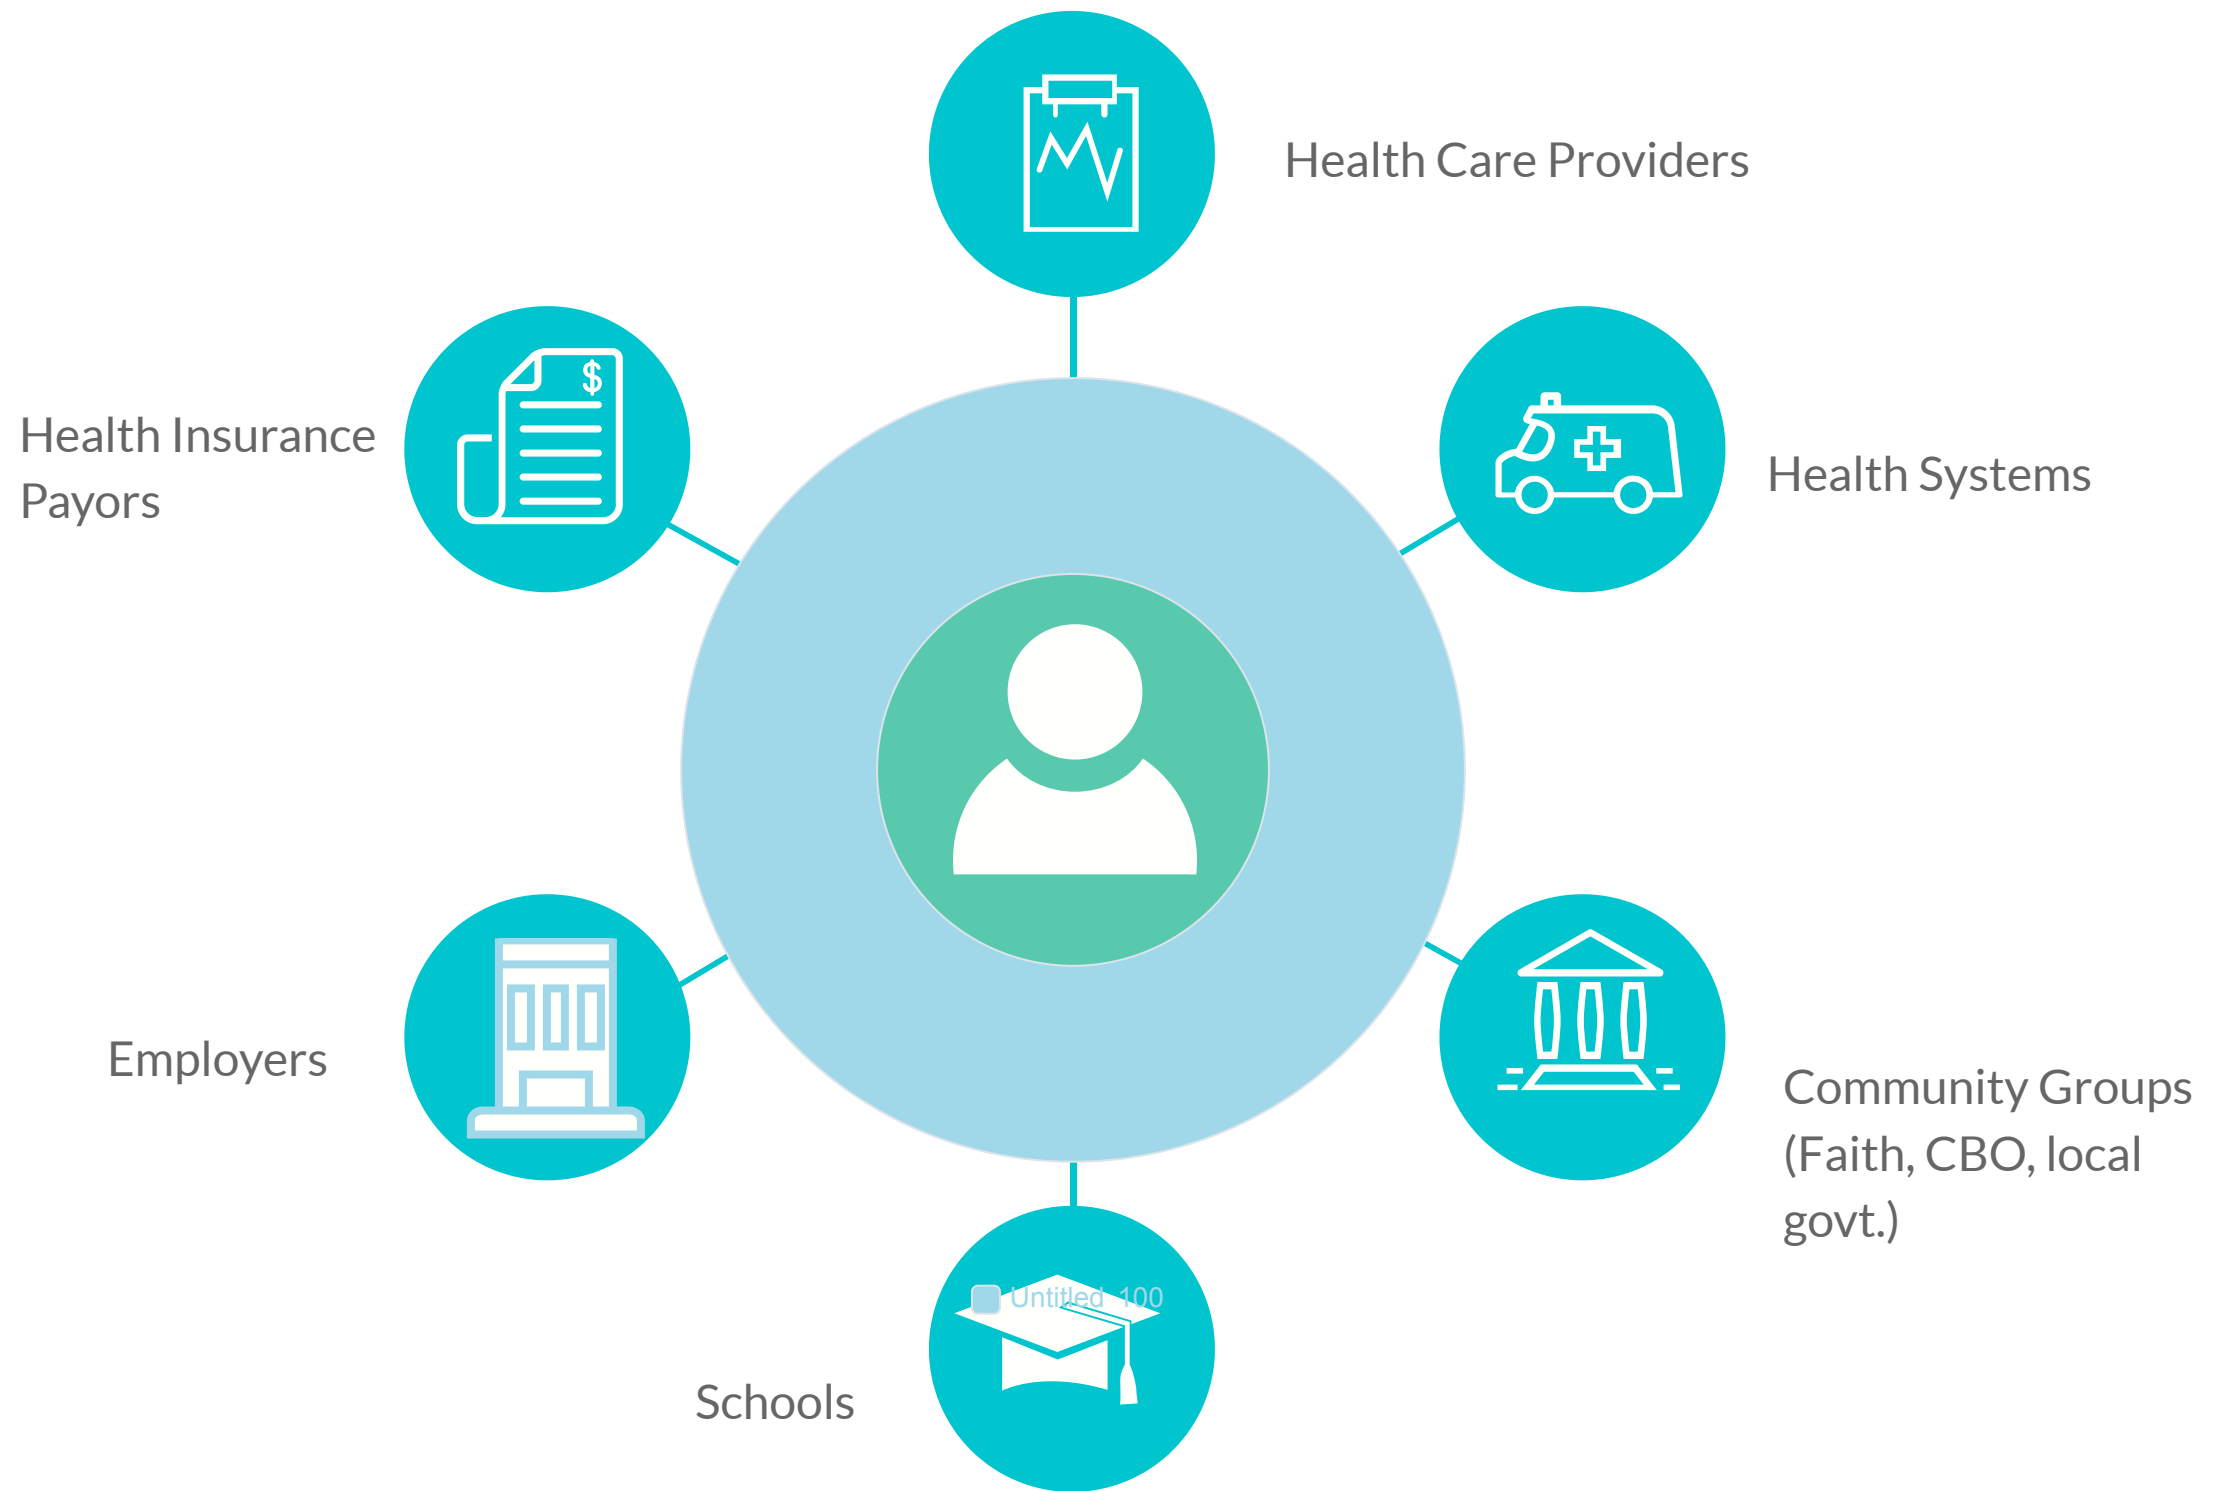 Health Care Providers
$
Health Insurance
Payors
Health Systems
Employers
Community Groups
(Faith, CBO, local
govt.)
Untitled 100
Schools